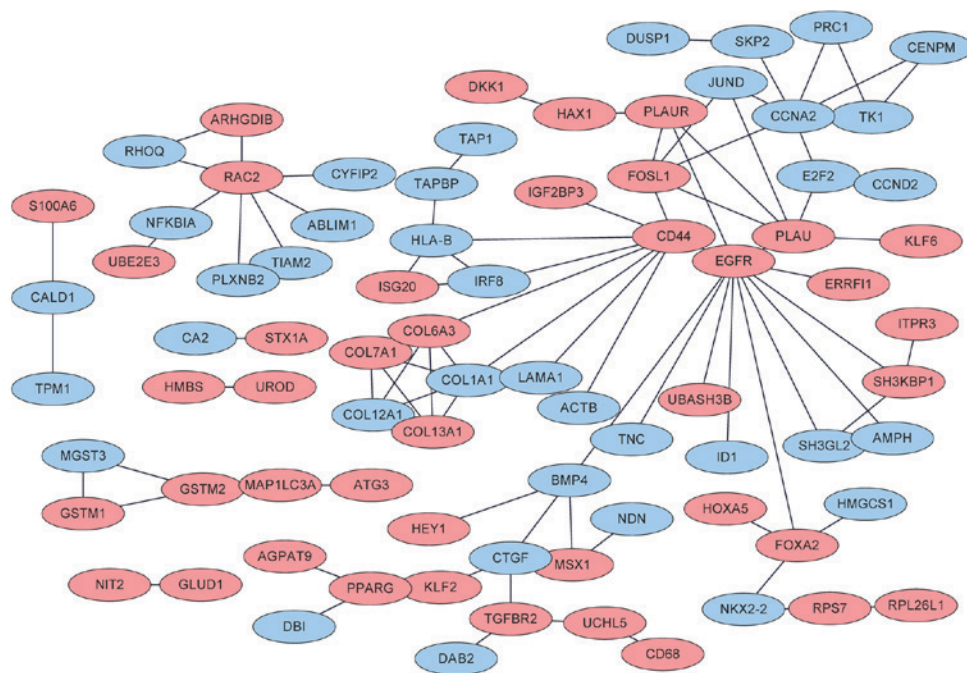 PRC1
DUSP1
SKP2
CENPM
JUND
DKK1
HAX1
PLAUR
CCNA2
TK1
ARHGDIB
TAP1
RHOQ
RAC2
CYFIP2
TAPBP
FOSL1
E2F2
CCND2
IGF2BP3
S100A6
NFKBIA
ABLIM1
HLA-B
CD44
PLAU
KLF6
UBE2E3
TIAM2
EGFR
PLXNB2
ISG20
IRF8
ERRFI1
CALD1
COL6A3
ITPR3
CA2
STX1A
COL7A1
COL1A1
LAMA1
SH3KBP1
TPM1
HMBS
UROD
COL12A1
ACTB
UBASH3B
COL13A1
TNC
SH3GL2
AMPH
MGST3
ID1
GSTM2
MAP1LC3A
ATG3
BMP4
GSTM1
HOXA5
HMGCS1
HEY1
NDN
FOXA2
AGPAT9
CTGF
MSX1
NIT2
GLUD1
PPARG
KLF2
NKX2-2
RPS7
RPL26L1
DBI
TGFBR2
UCHL5
DAB2
CD68